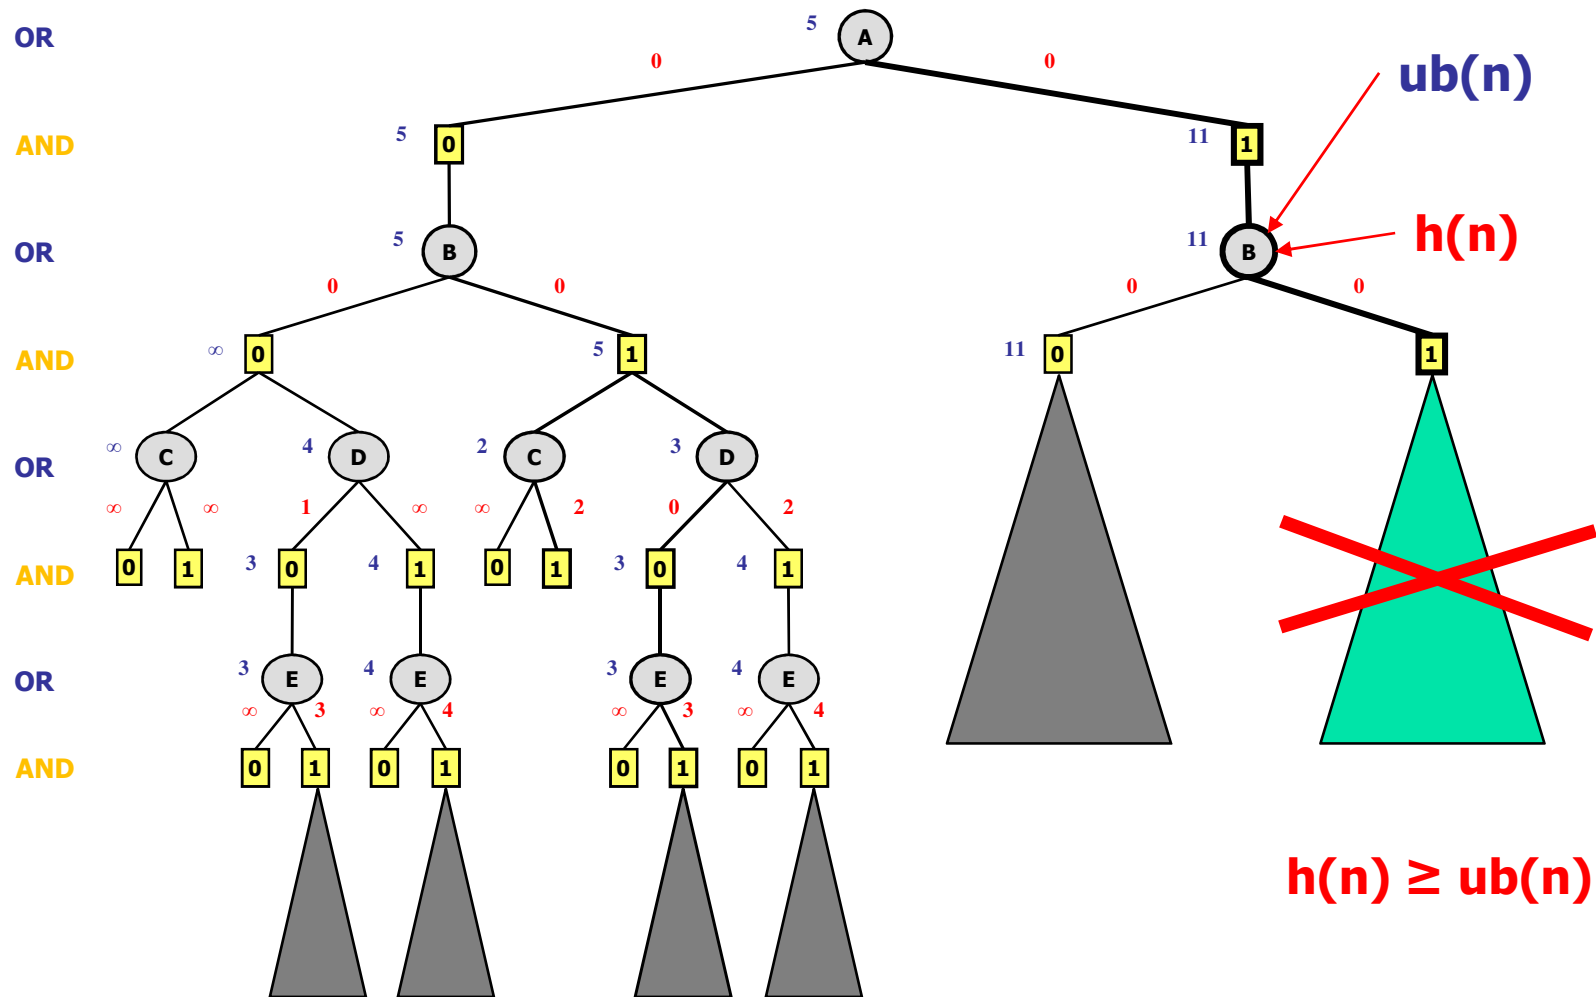 OR 5 A
0 0
ub(n)
AND 5 0 11 1
OR 5 B 11 B
h(n)
0 0 0 0
AND ∞ 0 5 1 11 0 1
OR ∞ C 4 D 2 C 3 D
∞ ∞ 1 ∞ ∞ 2 0 2
AND 0 1 3 0 4 1 0 1 3 0 4 1
OR 3 E 4 E 3 E 4 E
∞ 3 ∞ 4 ∞ 3 ∞ 4
AND 0 1 0 1 0 1 0 1
h(n) ≥ ub(n)